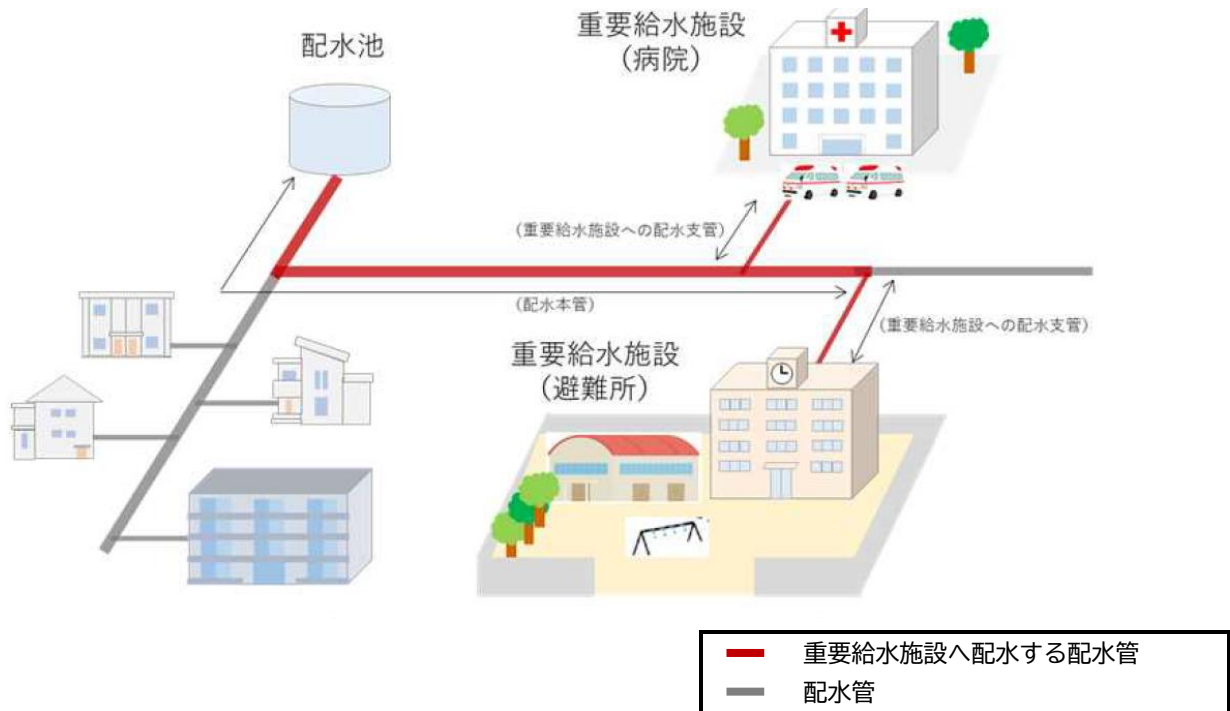 配水池
重要給水施設
(病院)
(重要給水施設への配水支管)
(配水本管)
(重要給水施設への配水支管)
重要給水施設
(避難所)
重要給水施設へ配水する配水管
配水管